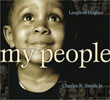 Langston Hughes
my people
Charles R. Smith Jr.